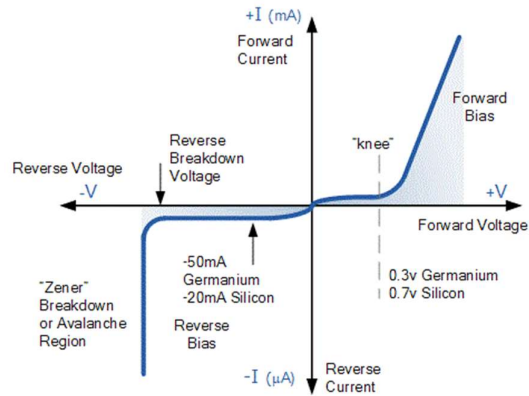 +I (mA)
Forward
Current
Forward
Bias
"knee"
Reverse
Breakdown
Voltage
Reverse Voltage
-V
+V
Forward Voltage
-50mA
Germanium
-20mA Silicon
0.3v Germanium
0.7v Silicon
"Zener"
Breakdown
or Avalanche
Region
Reverse
Bias
-I (μA)
Reverse
Current